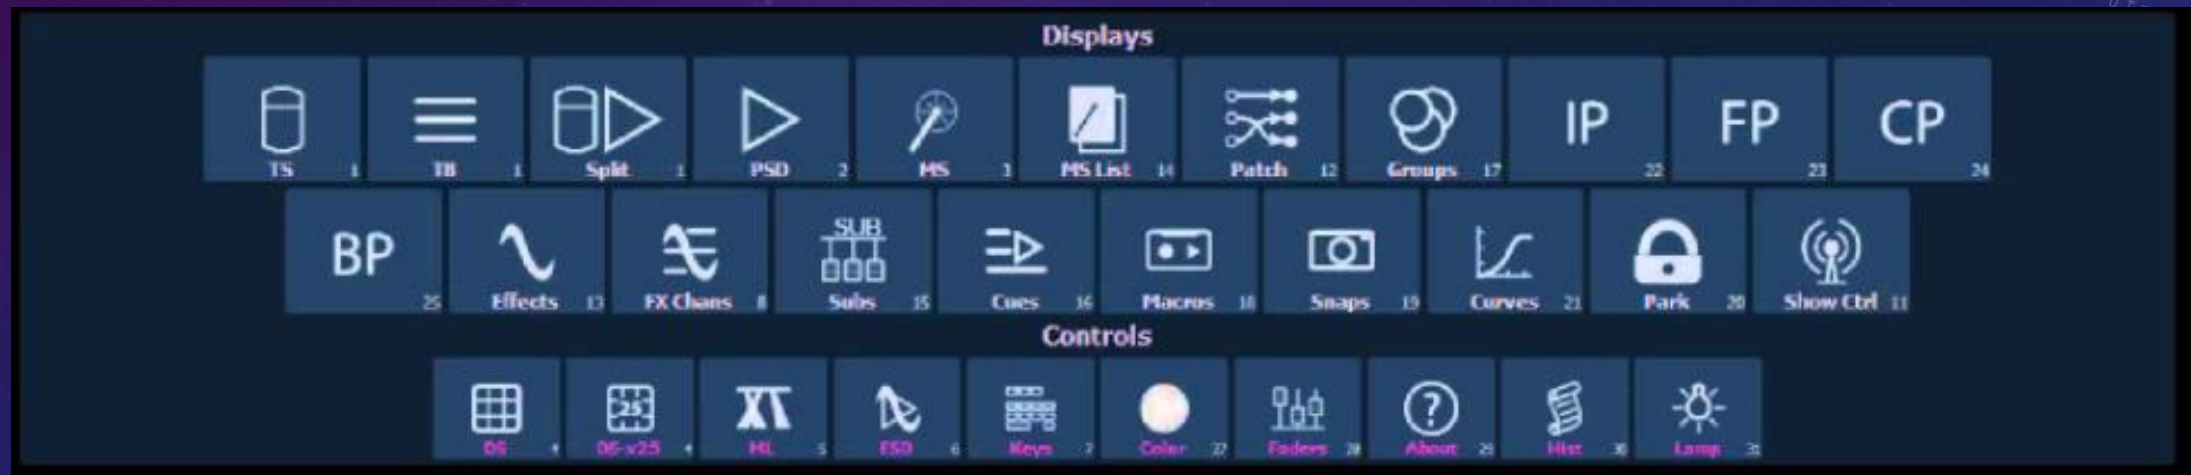 Displays
TS 1 TB 1 Split 1 PSD 2 MS 3 MS List 14 Patch 12 Groups 17 IP 22 FP 23 CP 24
BP 25 Effects 13 FX Chans 8 SUB Subs 15 Cues 16 Macros 18 Snaps 19 Curves 21 Park 20 Show Ctrl 11
Controls
DS 4 25 DS-x25 4 ML 5 ESD 6 Keys 7 Color 27 Faders 28 ? About 29 Hist 30 Lamp 31